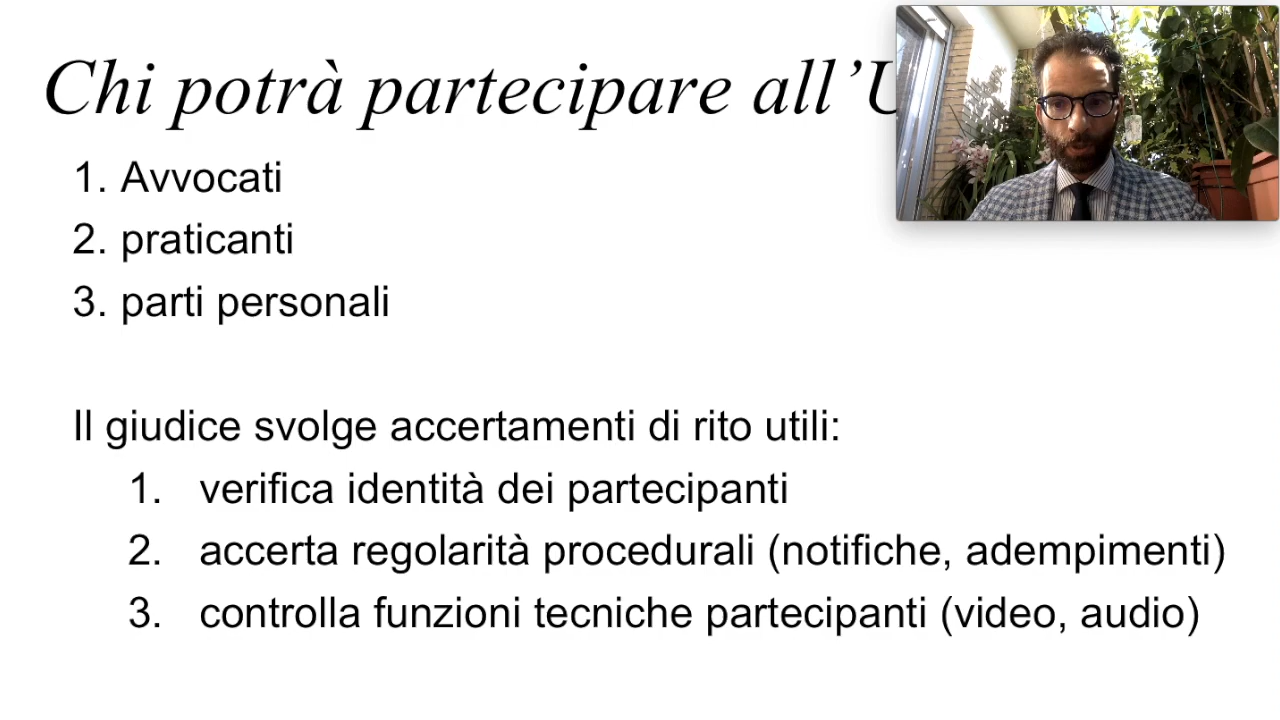 Chi potrà partecipare all’U
1. Avvocati
2. praticanti
3. parti personali
Il giudice svolge accertamenti di rito utili:
1. verifica identità dei partecipanti
2. accerta regolarità procedurali (notifiche, adempimenti)
3. controlla funzioni tecniche partecipanti (video, audio)